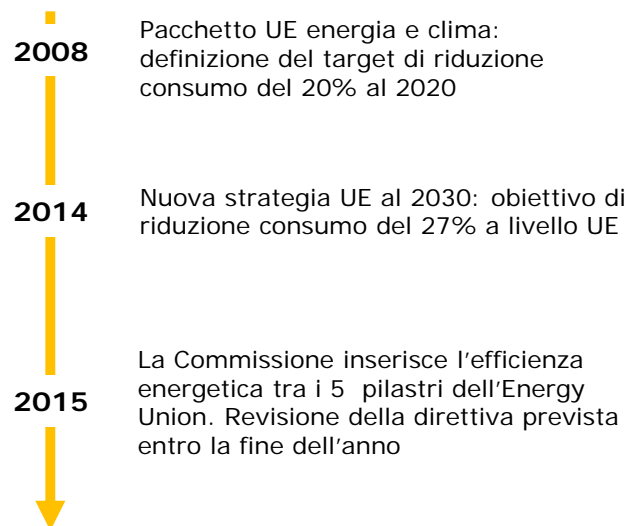 2008
Pacchetto UE energia e clima:
definizione del target di riduzione
consumo del 20% al 2020
2014
Nuova strategia UE al 2030: obiettivo di
riduzione consumo del 27% a livello UE
2015
La Commissione inserisce l'efficienza
energetica tra i 5 pilastri dell'Energy
Union. Revisione della direttiva prevista
entro la fine dell'anno